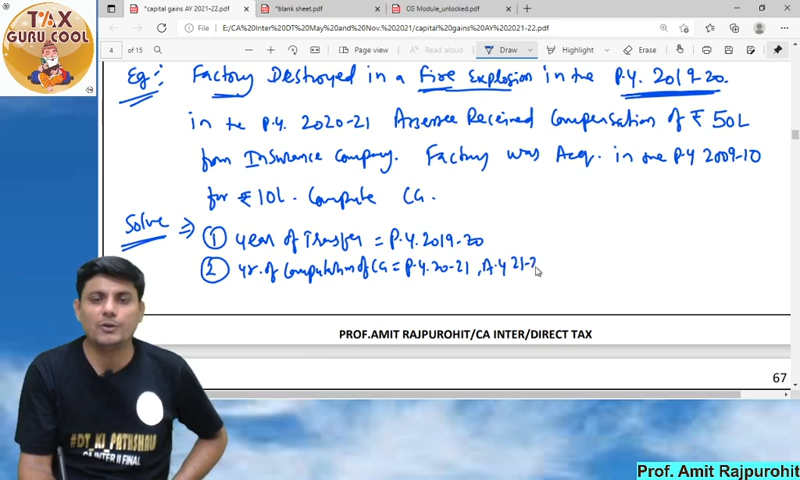 TAX
GURU COOL
*capital gains AY 2021-22.pdf
*blank sheet.pdf
CG Module_unlocked.pdf
E:/CA%20Inter%20DT%20May%20and%20Nov.%202021/capital%20gains%20AY%202021-22.pdf
4 of 15
Page view
Read aloud
Draw
Highlight
Erase
Eg:- Factory Destroyed in a Fire Explosion in the P.Y. 2019-20.
in the P.Y. 2020-21 Assessee Received Compensation of ₹ 50L
from Insurance Company. Factory was Acq. in the P.Y 2009-10
for ₹ 10L. Compute CG.
Solve ⇒ ① Year of Transfer = P.Y. 2019-20
② Yr. of Computation of CG = P.Y. 20-21, A.Y 21-2
PROF.AMIT RAJPUROHIT/CA INTER/DIRECT TAX
67
#DT_KI_PATHSHALA
CA INTER II FINAL
Prof. Amit Rajpurohit